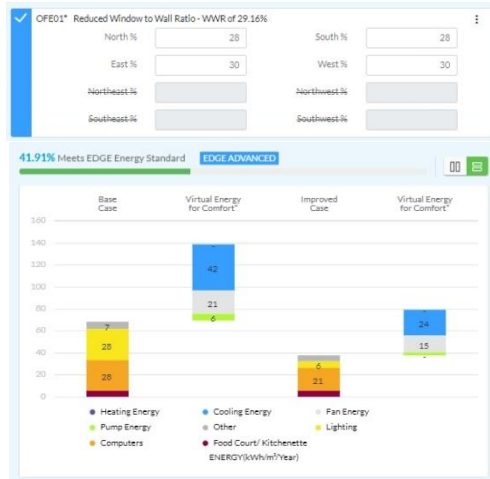 OFE01* Reduced Window to Wall Ratio - WWR of 29.16%
North % 28 South % 28
East % 30 West % 30
Northeast % Northwest %
Southeast % Southwest %
41.91% Meets EDGE Energy Standard EDGE ADVANCED
Base Case Virtual Energy for Comfort* Improved Case Virtual Energy for Comfort*
160
140
120
100
80
60
40
20
0
7
28
28
42
21
6
6
21
24
15
Heating Energy Cooling Energy Fan Energy
Pump Energy Other Lighting
Computers Food Court/ Kitchenette
ENERGY(kWh/m²/Year)